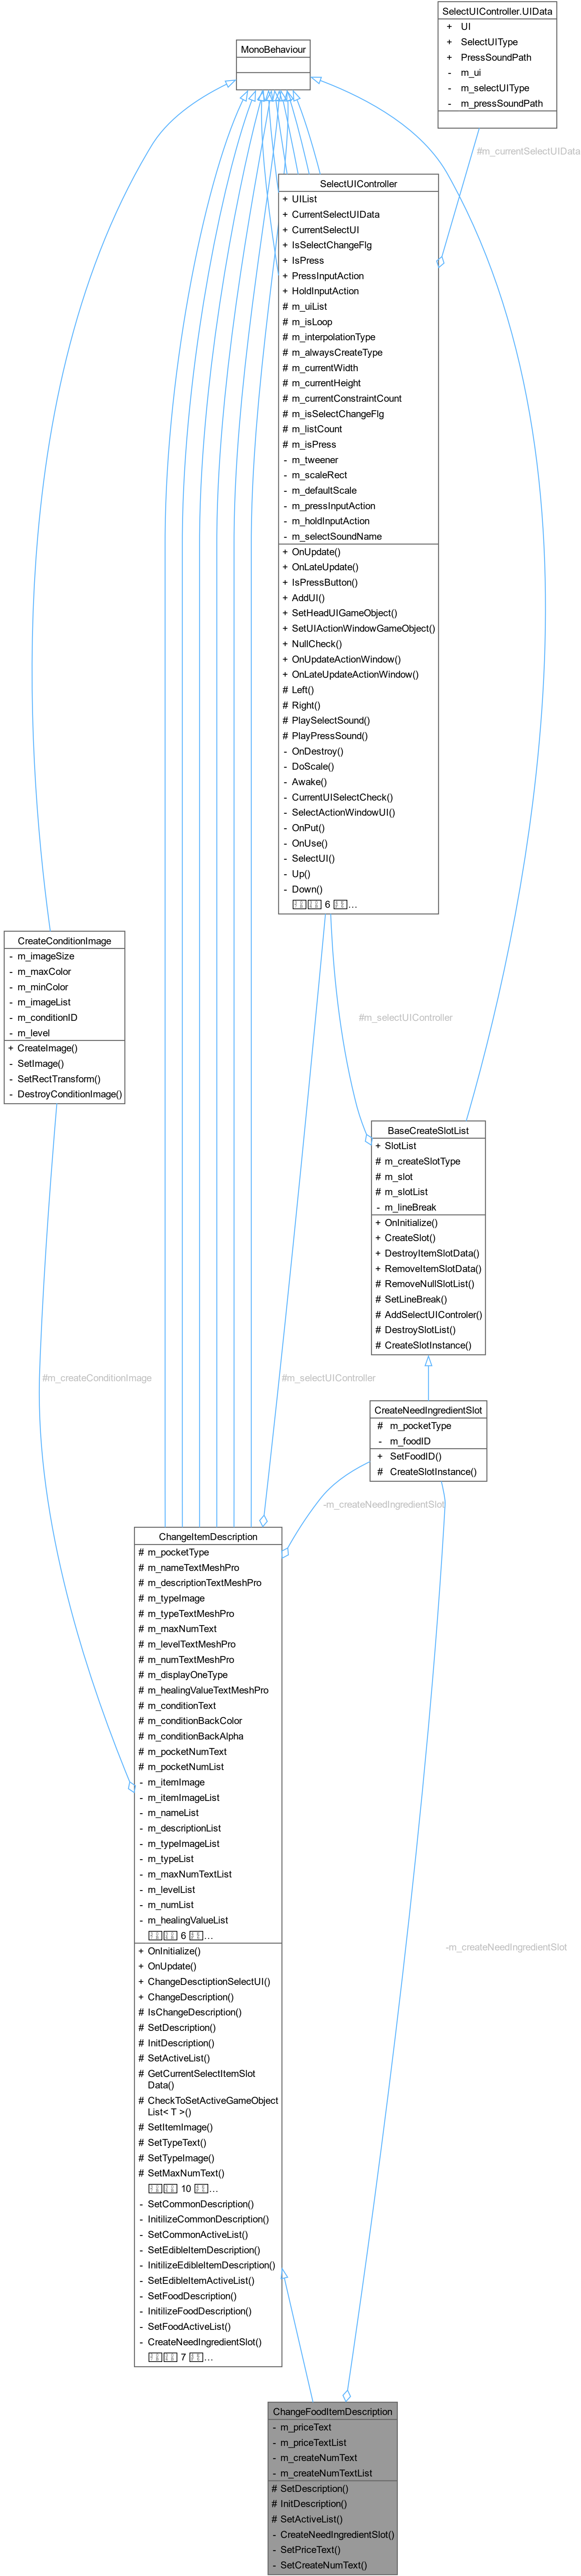 SelectUIController.UIData
+ UI
+ SelectUIType
+ PressSoundPath
- m_ui
- m_selectUIType
- m_pressSoundPath
MonoBehaviour
#m_currentSelectUIData
SelectUIController
+ UIList
+ CurrentSelectUIData
+ CurrentSelectUI
+ IsSelectChangeFlg
+ IsPress
+ PressInputAction
+ HoldInputAction
# m_uiList
# m_isLoop
# m_interpolationType
# m_alwaysCreateType
# m_currentWidth
# m_currentHeight
# m_currentConstraintCount
# m_isSelectChangeFlg
# m_listCount
# m_isPress
- m_tweener
- m_scaleRect
- m_defaultScale
- m_pressInputAction
- m_holdInputAction
- m_selectSoundName
+ OnUpdate()
+ OnLateUpdate()
+ IsPressButton()
+ AddUI()
+ SetHeadUIGameObject()
+ SetUIActionWindowGameObject()
+ NullCheck()
+ OnUpdateActionWindow()
+ OnLateUpdateActionWindow()
# Left()
# Right()
# PlaySelectSound()
# PlayPressSound()
- OnDestroy()
- DoScale()
- Awake()
- CurrentUISelectCheck()
- SelectActionWindowUI()
- OnPut()
- OnUse()
- SelectUI()
- Up()
- Down()
6 ...
CreateConditionImage
- m_imageSize
- m_maxColor
- m_minColor
- m_imageList
- m_conditionID
- m_level
+ CreateImage()
- SetImage()
- SetRectTransform()
- DestroyConditionImage()
#m_selectUIController
BaseCreateSlotList
+ SlotList
# m_createSlotType
# m_slot
# m_slotList
- m_lineBreak
+ OnInitialize()
+ CreateSlot()
+ DestroyItemSlotData()
+ RemoveItemSlotData()
# RemoveNullSlotList()
# SetLineBreak()
# AddSelectUIControler()
# DestroySlotList()
# CreateSlotInstance()
#m_createConditionImage
#m_selectUIController
CreateNeedIngredientSlot
# m_pocketType
- m_foodID
+ SetFoodID()
# CreateSlotInstance()
-m_createNeedIngredientSlot
ChangeItemDescription
# m_pocketType
# m_nameTextMeshPro
# m_descriptionTextMeshPro
# m_typeImage
# m_typeTextMeshPro
# m_maxNumText
# m_levelTextMeshPro
# m_numTextMeshPro
# m_displayOneType
# m_healingValueTextMeshPro
# m_conditionText
# m_conditionBackColor
# m_conditionBackAlpha
# m_pocketNumText
# m_pocketNumList
- m_itemImage
- m_itemImageList
- m_nameList
- m_descriptionList
- m_typeImageList
- m_typeList
- m_maxNumTextList
- m_levelList
- m_numList
- m_healingValueList
6 ...
+ OnInitialize()
+ OnUpdate()
+ ChangeDesctiptionSelectUI()
+ ChangeDescription()
# IsChangeDescription()
# SetDescription()
# InitDescription()
# SetActiveList()
# GetCurrentSelectItemSlot
Data()
# CheckToSetActiveGameObject
List< T >()
# SetItemImage()
# SetTypeText()
# SetTypeImage()
# SetMaxNumText()
10 ...
- SetCommonDescription()
- InitilizeCommonDescription()
- SetCommonActiveList()
- SetEdibleItemDescription()
- InitilizeEdibleItemDescription()
- SetEdibleItemActiveList()
- SetFoodDescription()
- InitilizeFoodDescription()
- SetFoodActiveList()
- CreateNeedIngredientSlot()
7 ...
-m_createNeedIngredientSlot
ChangeFoodItemDescription
- m_priceText
- m_priceTextList
- m_createNumText
- m_createNumTextList
# SetDescription()
# InitDescription()
# SetActiveList()
- CreateNeedIngredientSlot()
- SetPriceText()
- SetCreateNumText()